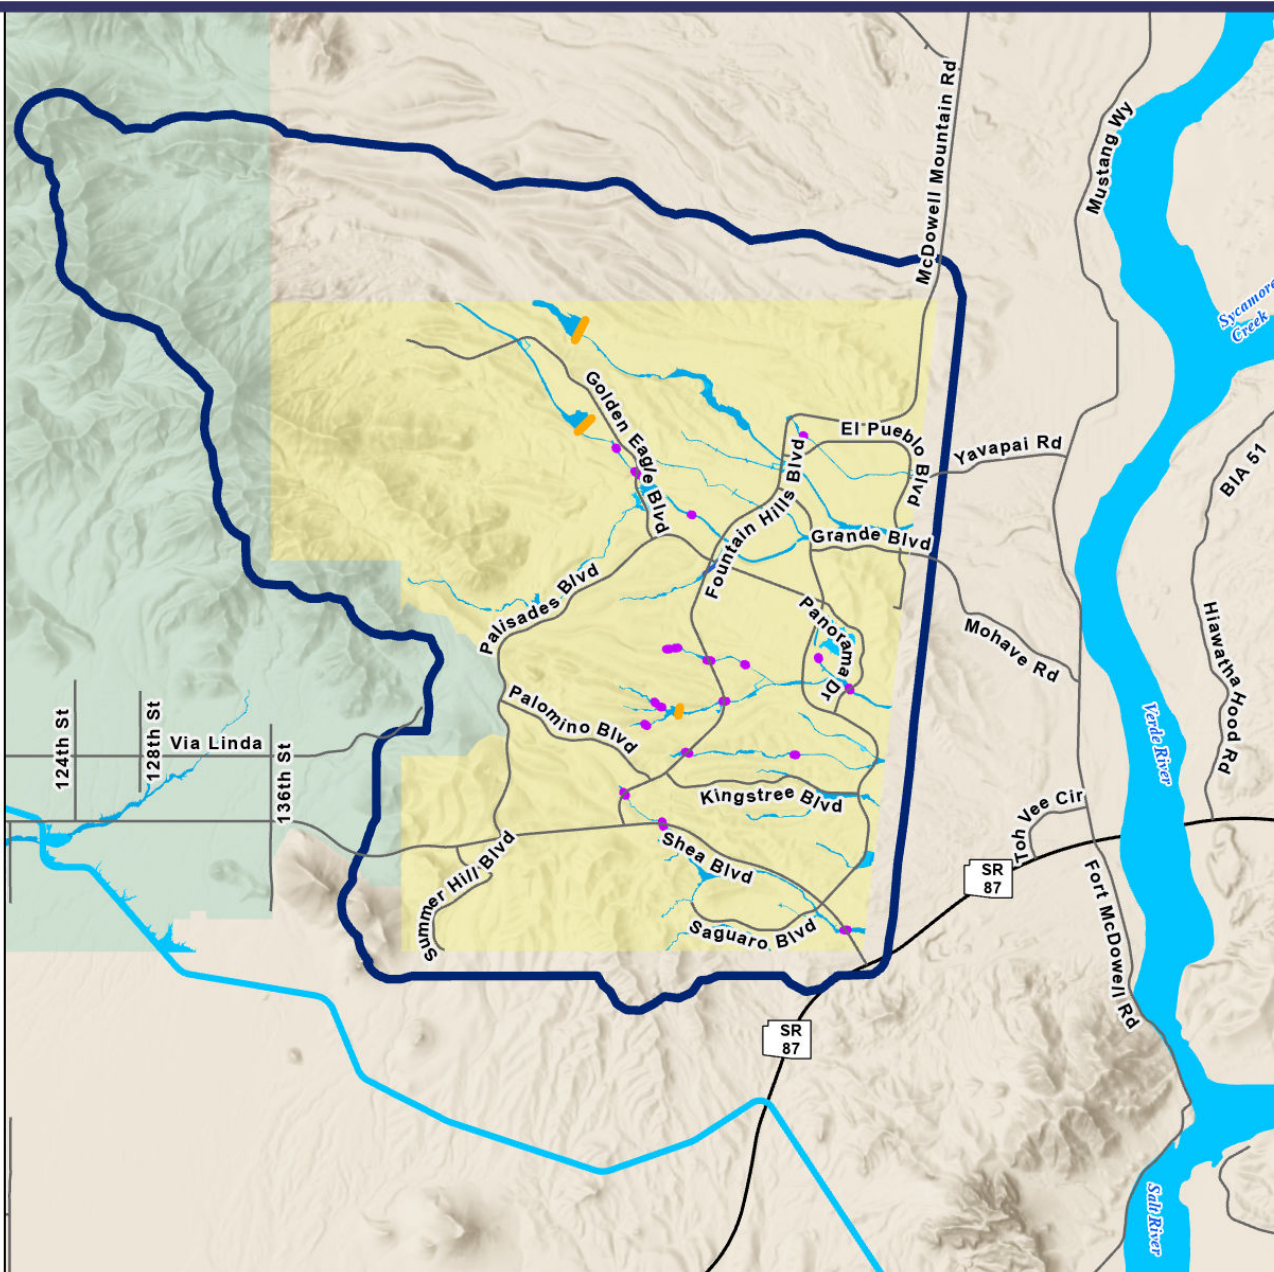 McDowell Mountain Rd
Mustang Wy
Sycamore
Creek
Golden Eagle Blvd
El Pueblo Blvd
Yavapai Rd
BIA 51
Fountain Hills Blvd
Grande Blvd
Palisades Blvd
Panorama Dr
Mohave Rd
Hiawatha Hood Rd
124th St
128th St
Via Linda
136th St
Palomino Blvd
Verde River
Kingstree Blvd
Toh Vee Cir
Shea Blvd
Summer Hill Blvd
SR
87
Saguaro Blvd
Fort McDowell Rd
SR
87
Salt River